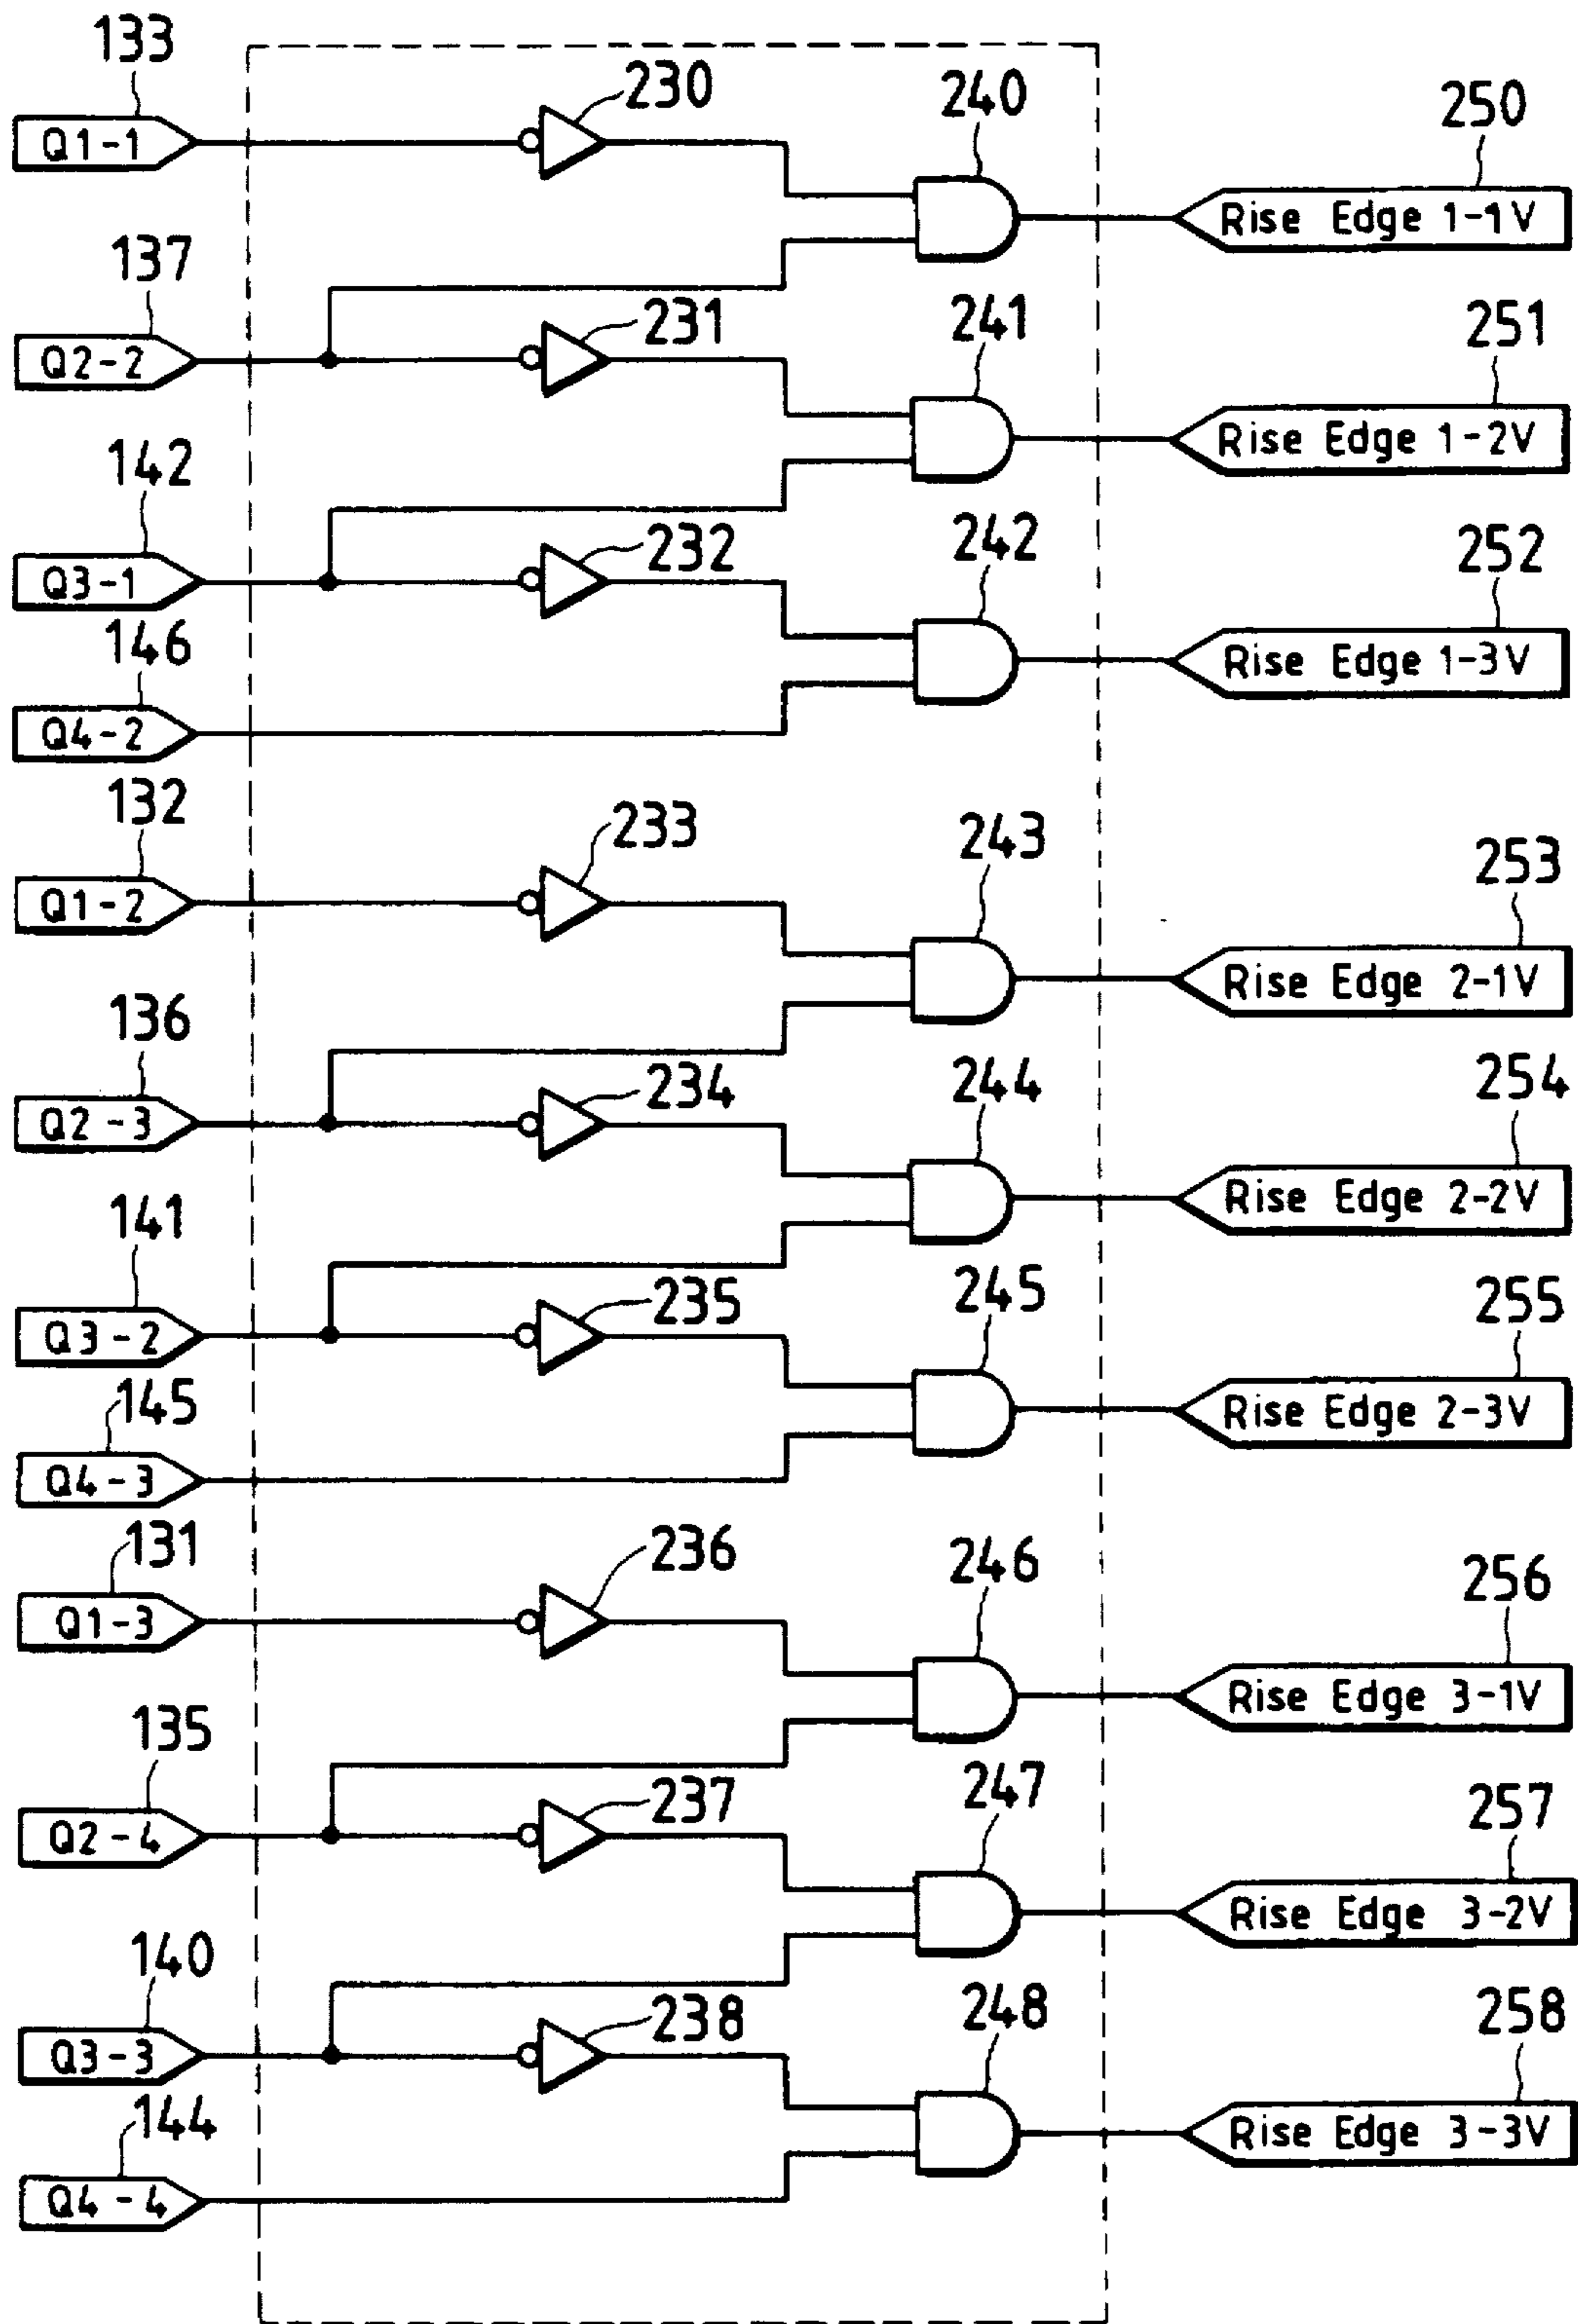 133
230
240
250
Q1-1
Rise Edge 1-1V
137
231
241
251
Q2-2
Rise Edge 1-2V
142
232
242
252
Q3-1
Rise Edge 1-3V
146
Q4-2
132
233
243
253
Q1-2
Rise Edge 2-1V
136
234
244
254
Q2-3
Rise Edge 2-2V
141
235
245
255
Q3-2
Rise Edge 2-3V
145
Q4-3
131
236
246
256
Q1-3
Rise Edge 3-1V
135
237
247
257
Q2-4
Rise Edge 3-2V
140
238
248
258
Q3-3
Rise Edge 3-3V
144
Q4-4